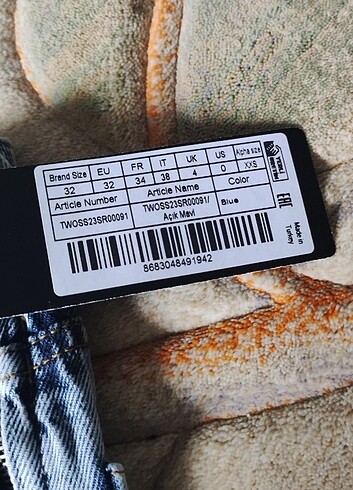 Brand Size EU FR IT UK US Alpha size
32 32 34 38 4 0 XXS
Article Number Article Name Color
TWOSS23SR00091 TWOSS23SR00091/ Blue
Açık Mavi
8683048491942
EAC
Made in
Turkey